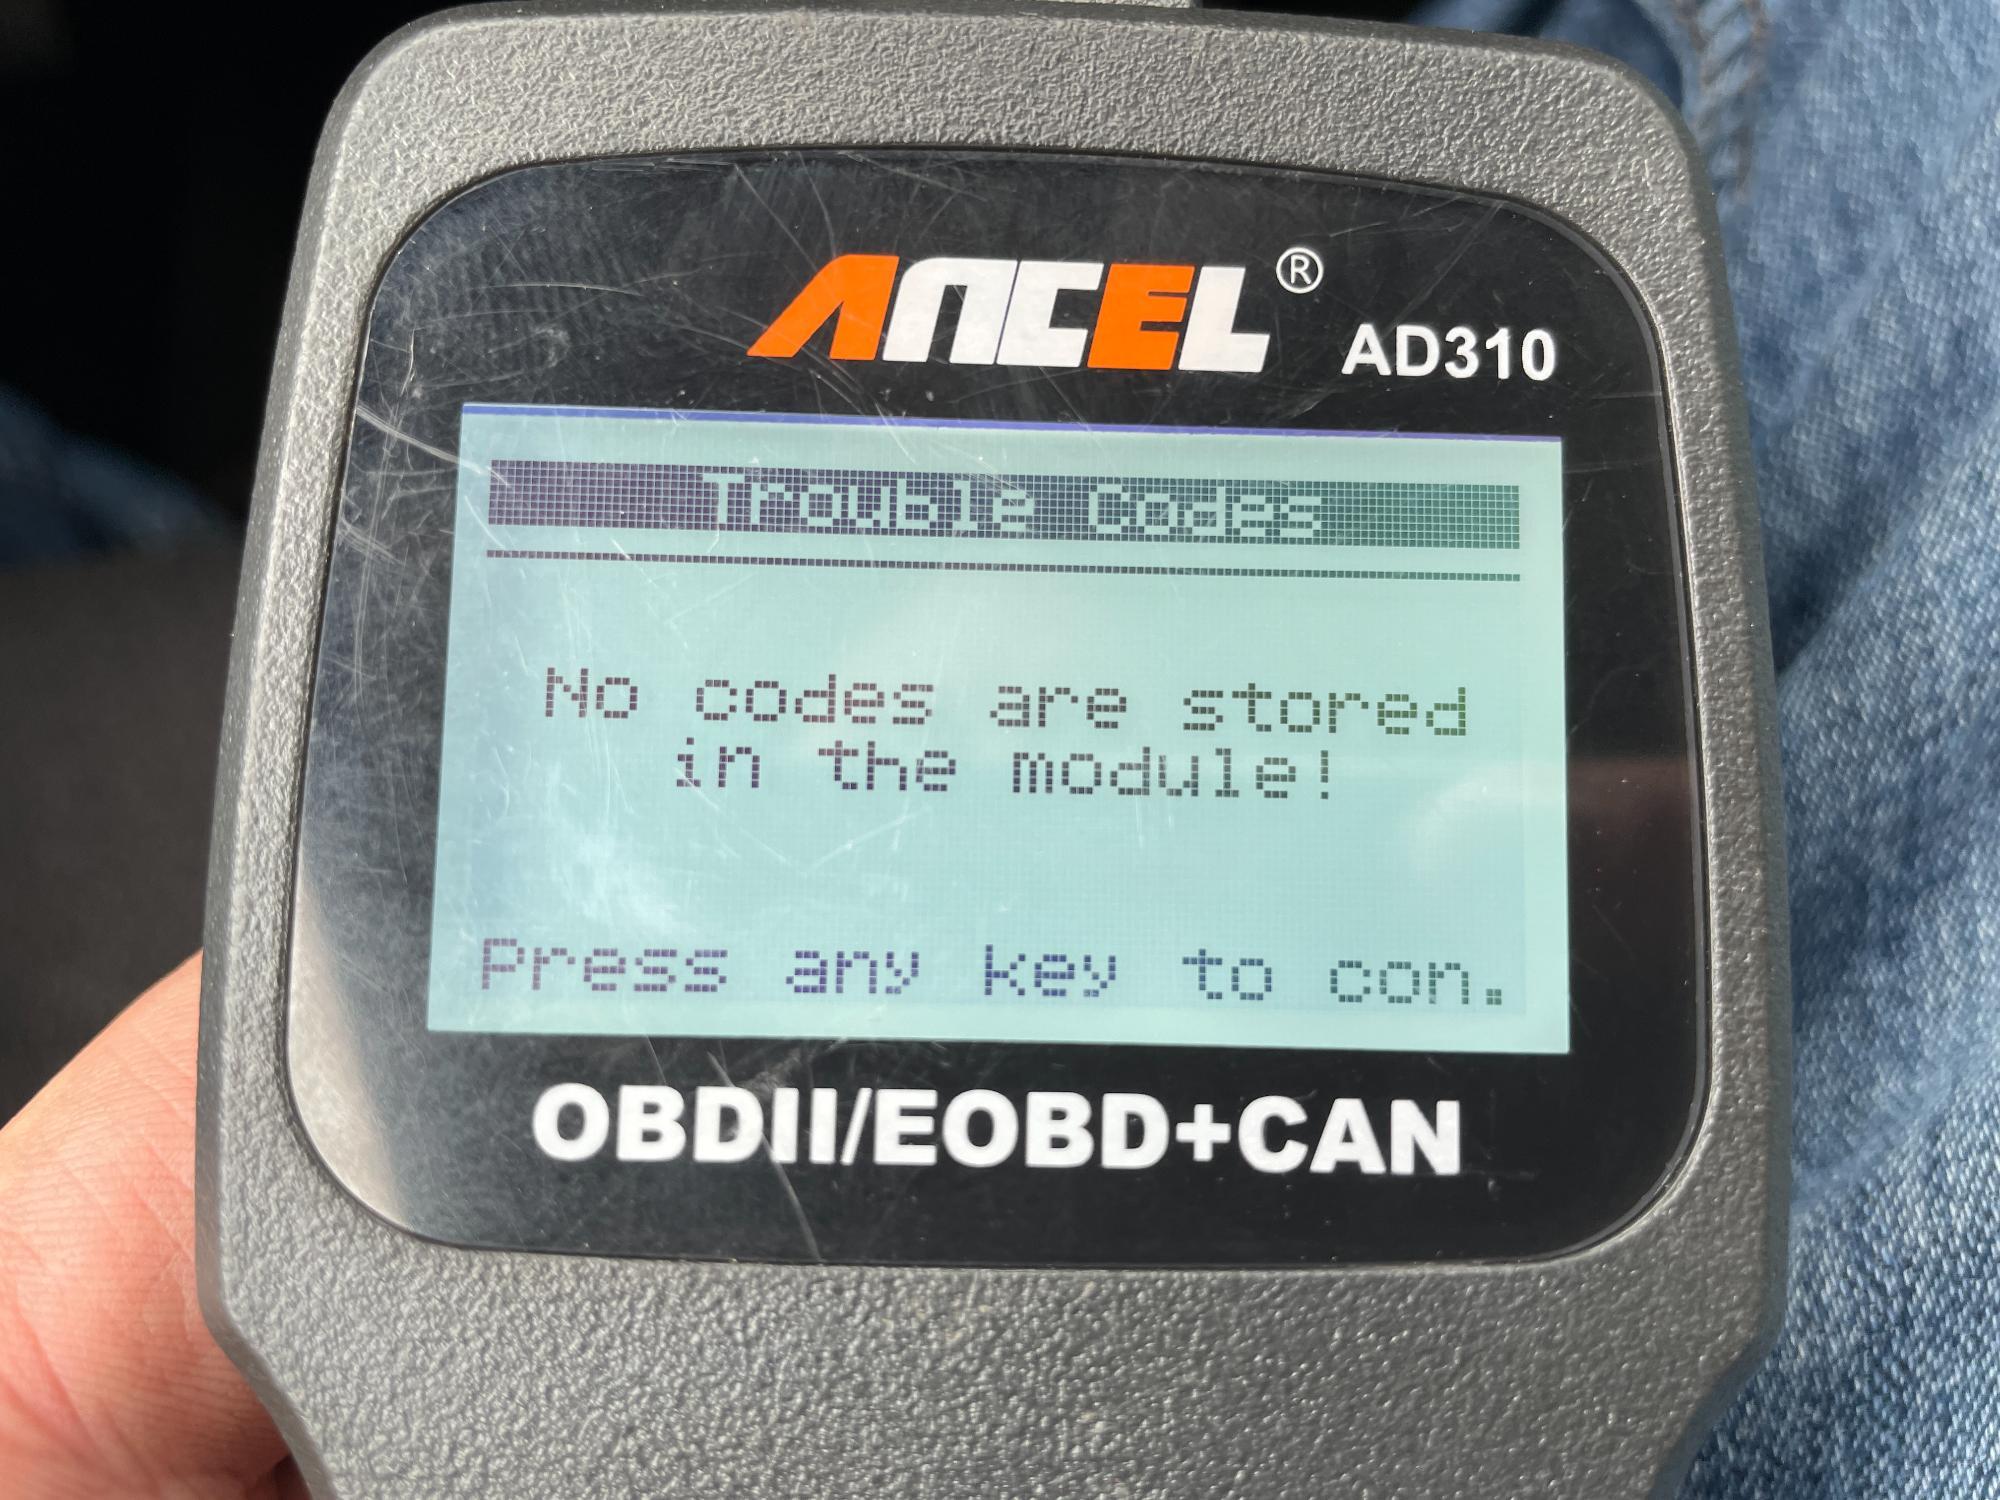 ANCEL®
AD310
Trouble Codes
No codes are stored
in the module!
Press any key to con.
OBDII/EOBD+CAN